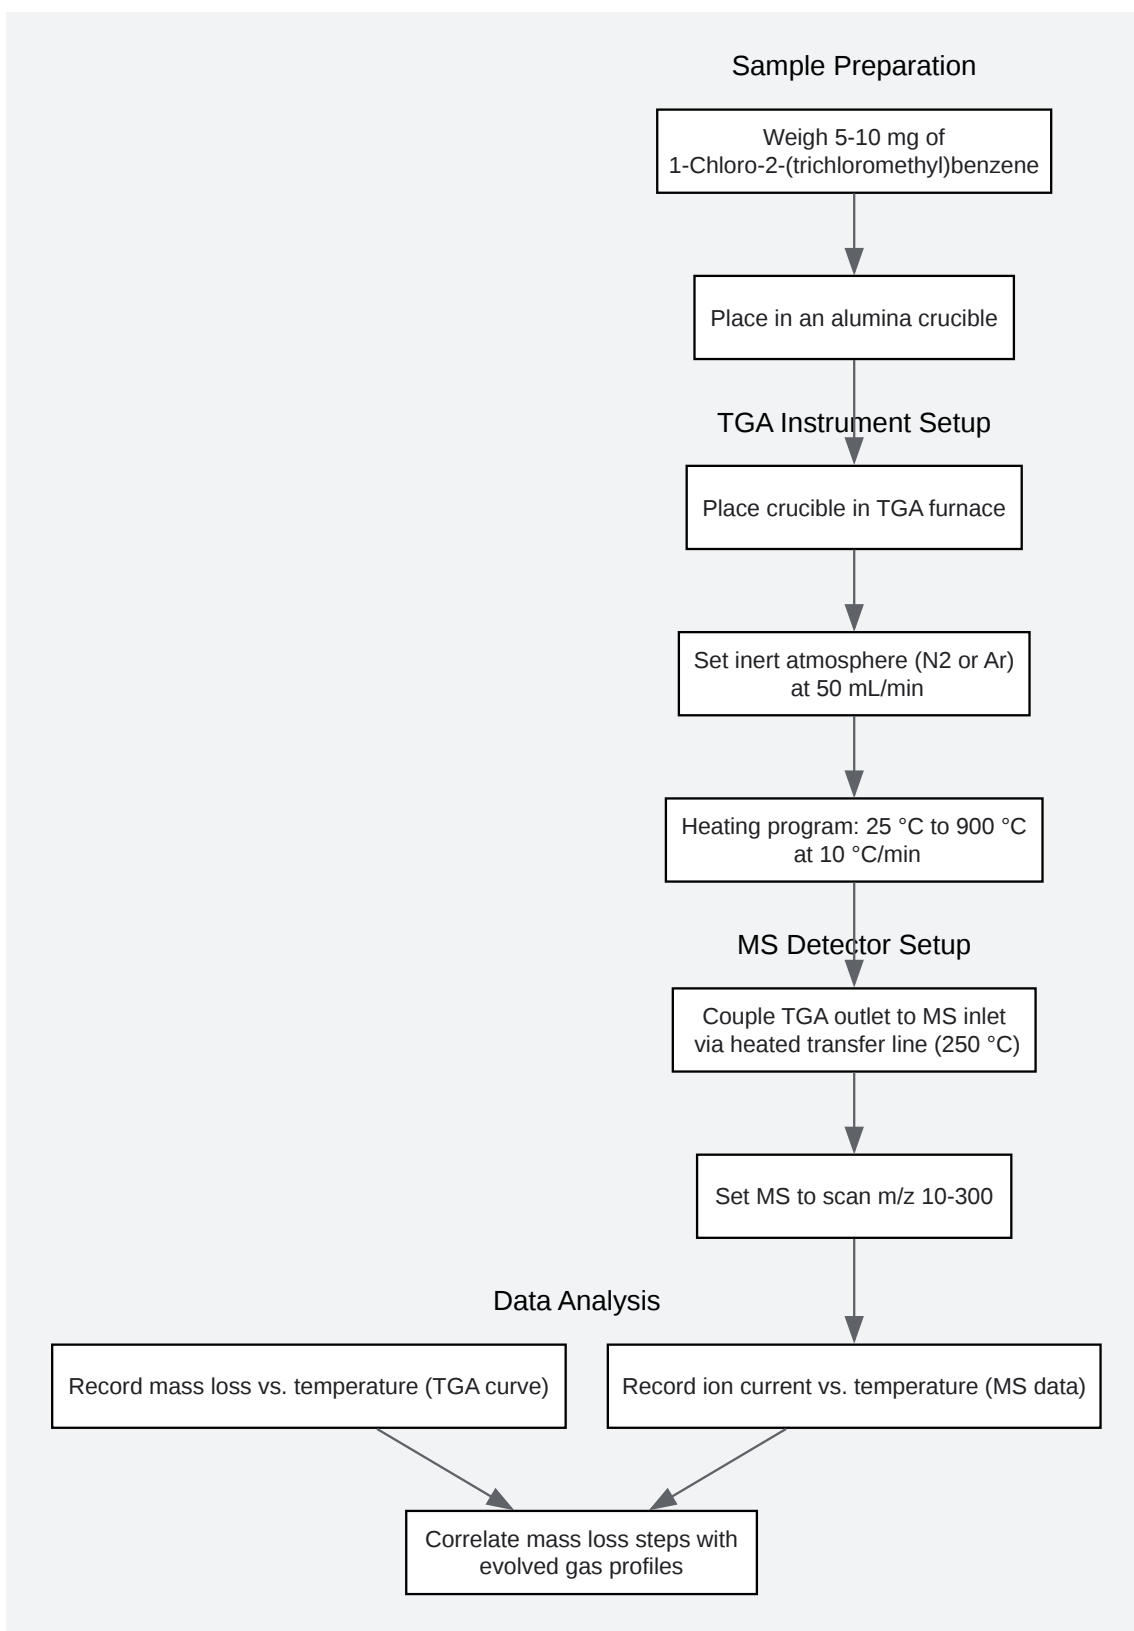 Sample Preparation
Weigh 5-10 mg of
1-Chloro-2-(trichloromethyl)benzene
Place in an alumina crucible
TGA Instrument Setup
Place crucible in TGA furnace
Set inert atmosphere (N2 or Ar)
at 50 mL/min
Heating program: 25 °C to 900 °C
at 10 °C/min
MS Detector Setup
Couple TGA outlet to MS inlet
via heated transfer line (250 °C)
Set MS to scan m/z 10-300
Data Analysis
Record mass loss vs. temperature (TGA curve)
Record ion current vs. temperature (MS data)
Correlate mass loss steps with
evolved gas profiles